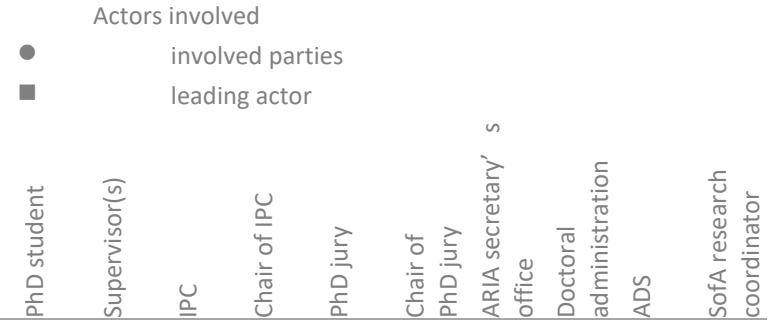 Actors involved
● involved parties
■ leading actor
PhD student
Supervisor(s)
IPC
Chair of IPC
PhD jury
Chair of
PhD jury
ARIA secretary’ s
office
Doctoral
administration
ADS
SofA research
coordinator